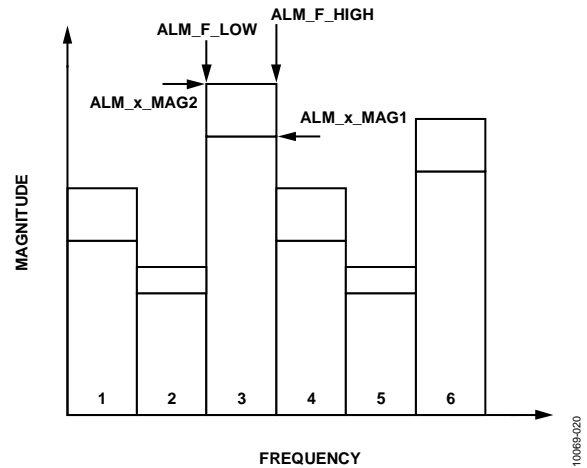 ALM_F_LOW
ALM_F_HIGH
ALM_x_MAG2
ALM_x_MAG1
MAGNITUDE
1 2 3 4 5 6
FREQUENCY
10069-020